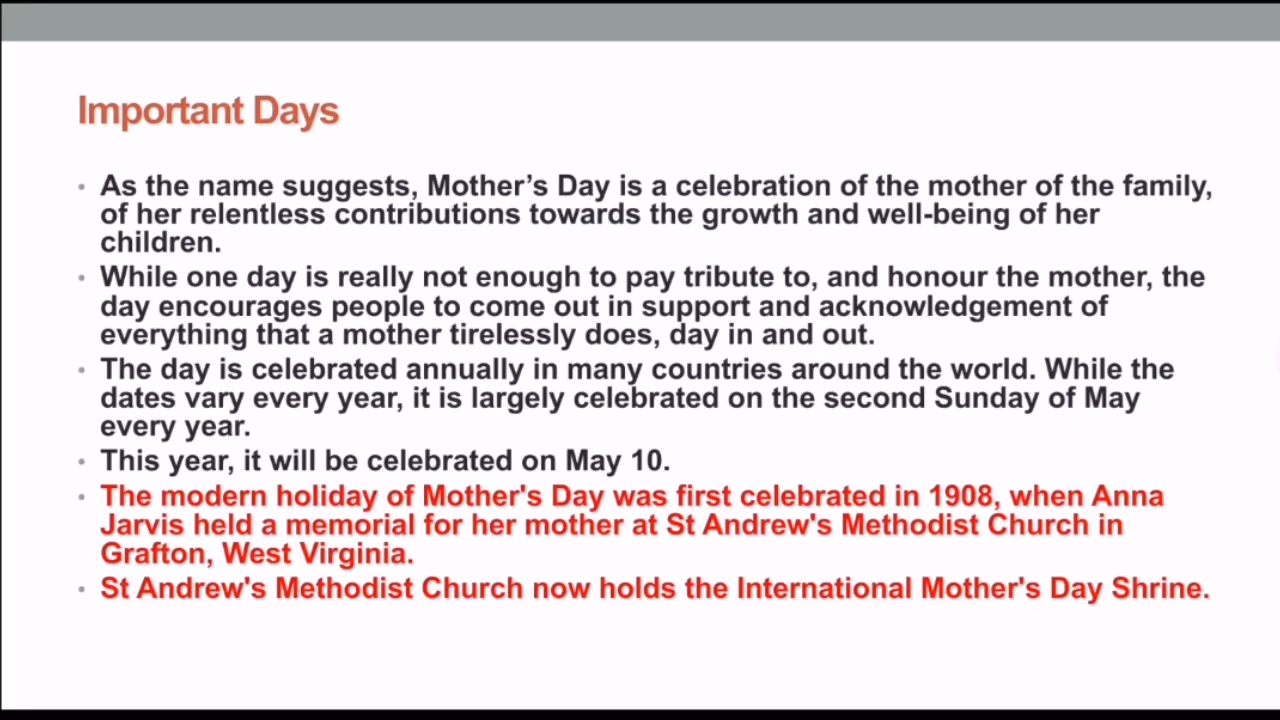 Important Days
• As the name suggests, Mother’s Day is a celebration of the mother of the family,
of her relentless contributions towards the growth and well-being of her
children.
• While one day is really not enough to pay tribute to, and honour the mother, the
day encourages people to come out in support and acknowledgement of
everything that a mother tirelessly does, day in and out.
• The day is celebrated annually in many countries around the world. While the
dates vary every year, it is largely celebrated on the second Sunday of May
every year.
• This year, it will be celebrated on May 10.
• The modern holiday of Mother's Day was first celebrated in 1908, when Anna
Jarvis held a memorial for her mother at St Andrew's Methodist Church in
Grafton, West Virginia.
• St Andrew's Methodist Church now holds the International Mother's Day Shrine.